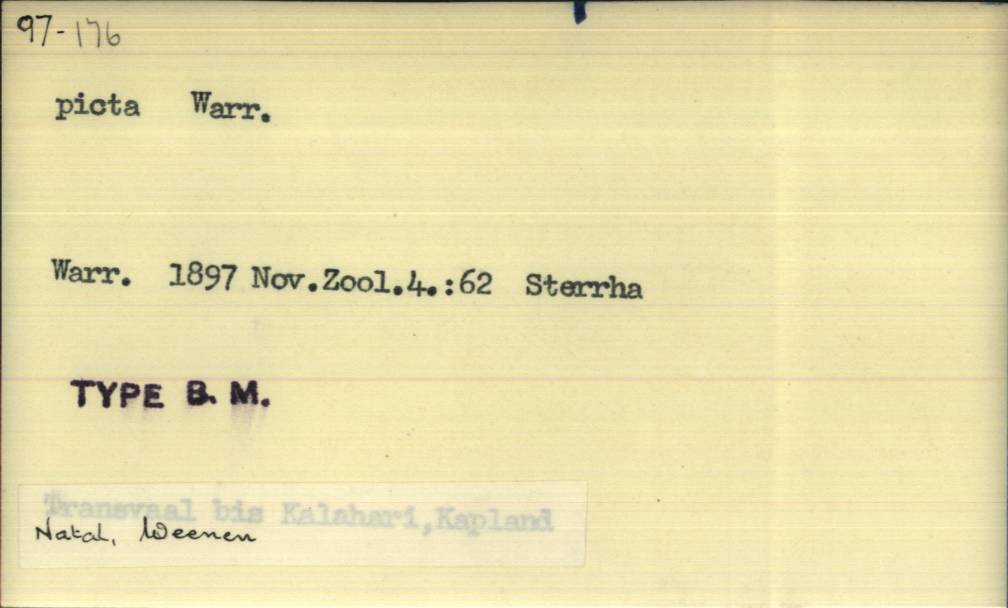 97-176
picta Warr.
Warr. 1897 Nov.Zool.4.:62 Sterrha
TYPE B. M.
Transvaal bis Kalahari,Kapland
Natal, Weenen